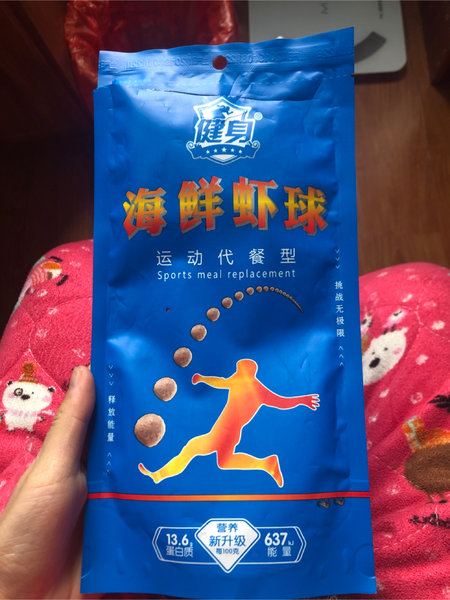 健身
海鲜虾球
运动代餐型
Sports meal replacement
>>> 挑战无极限 <<<
>>> 释放能量 <<<
13.6g
蛋白质
营养
新升级
每100克
637kJ
能量